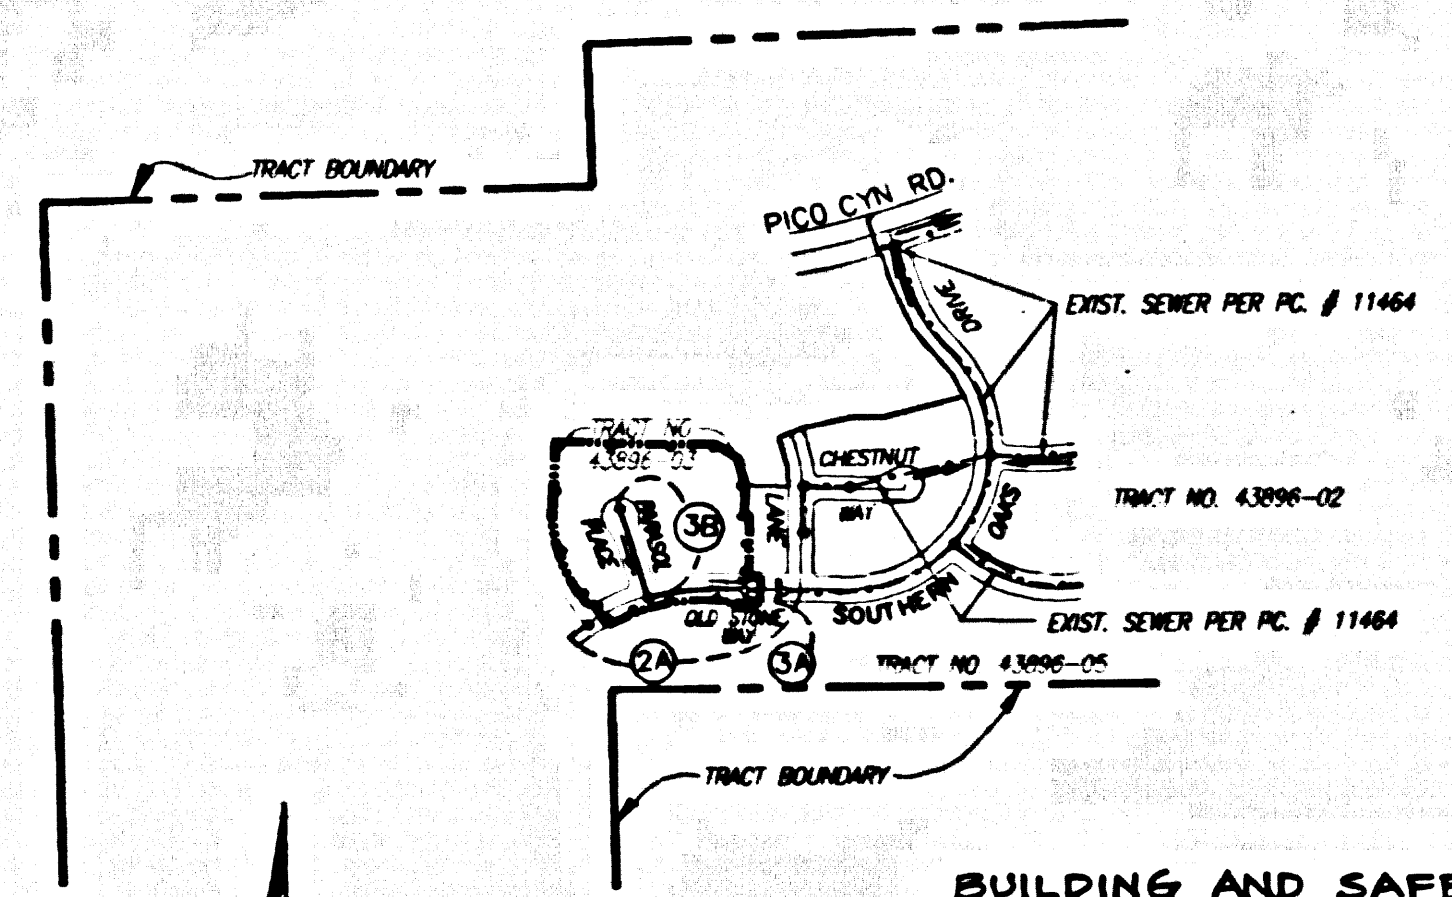 TRACT BOUNDARY
PICO CYN RD.
DRIVE
EXIST. SEWER PER PC. # 11464
TRACT NO
43896-03
CHESTNUT
WAY
LANE
OAKS
TRACT NO. 43896-02
PARASOL
PLACE
3B
SOUTHERN
OLD STONE
WAY
EXIST. SEWER PER PC. # 11464
2A
3A
TRACT NO 43896-05
TRACT BOUNDARY
BUILDING AND SAFE